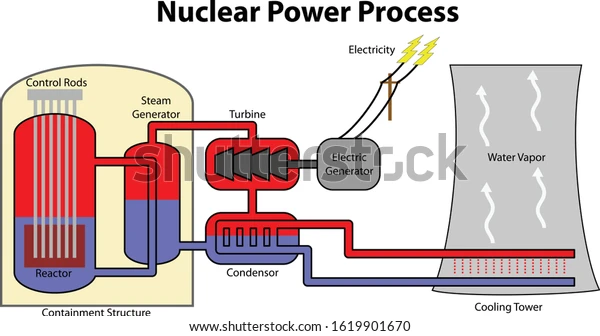 Nuclear Power Process
Electricity
Control Rods
Steam
Generator
Turbine
Electric
Generator
Water Vapor
Reactor
Condensor
Containment Structure
Cooling Tower
shutterstock
shutterstock.com · 1619901670